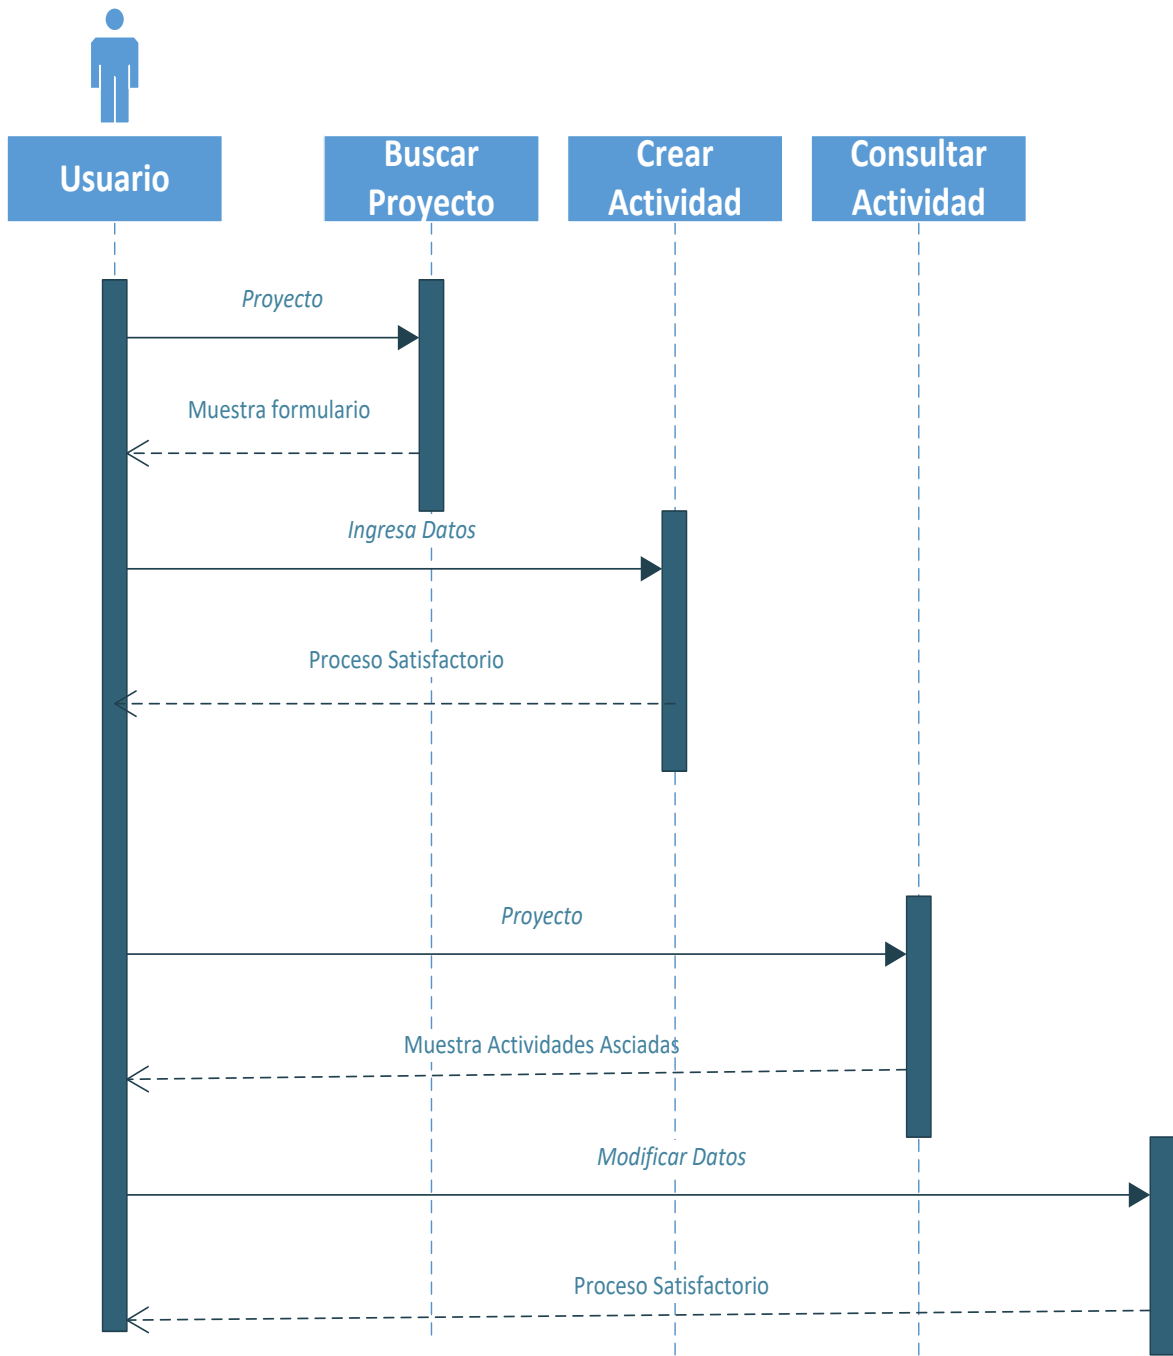 Usuario
Buscar
Proyecto
Crear
Actividad
Consultar
Actividad
Proyecto
Muestra formulario
Ingresa Datos
Proceso Satisfactorio
Proyecto
Muestra Actividades Asciadas
Modificar Datos
Proceso Satisfactorio